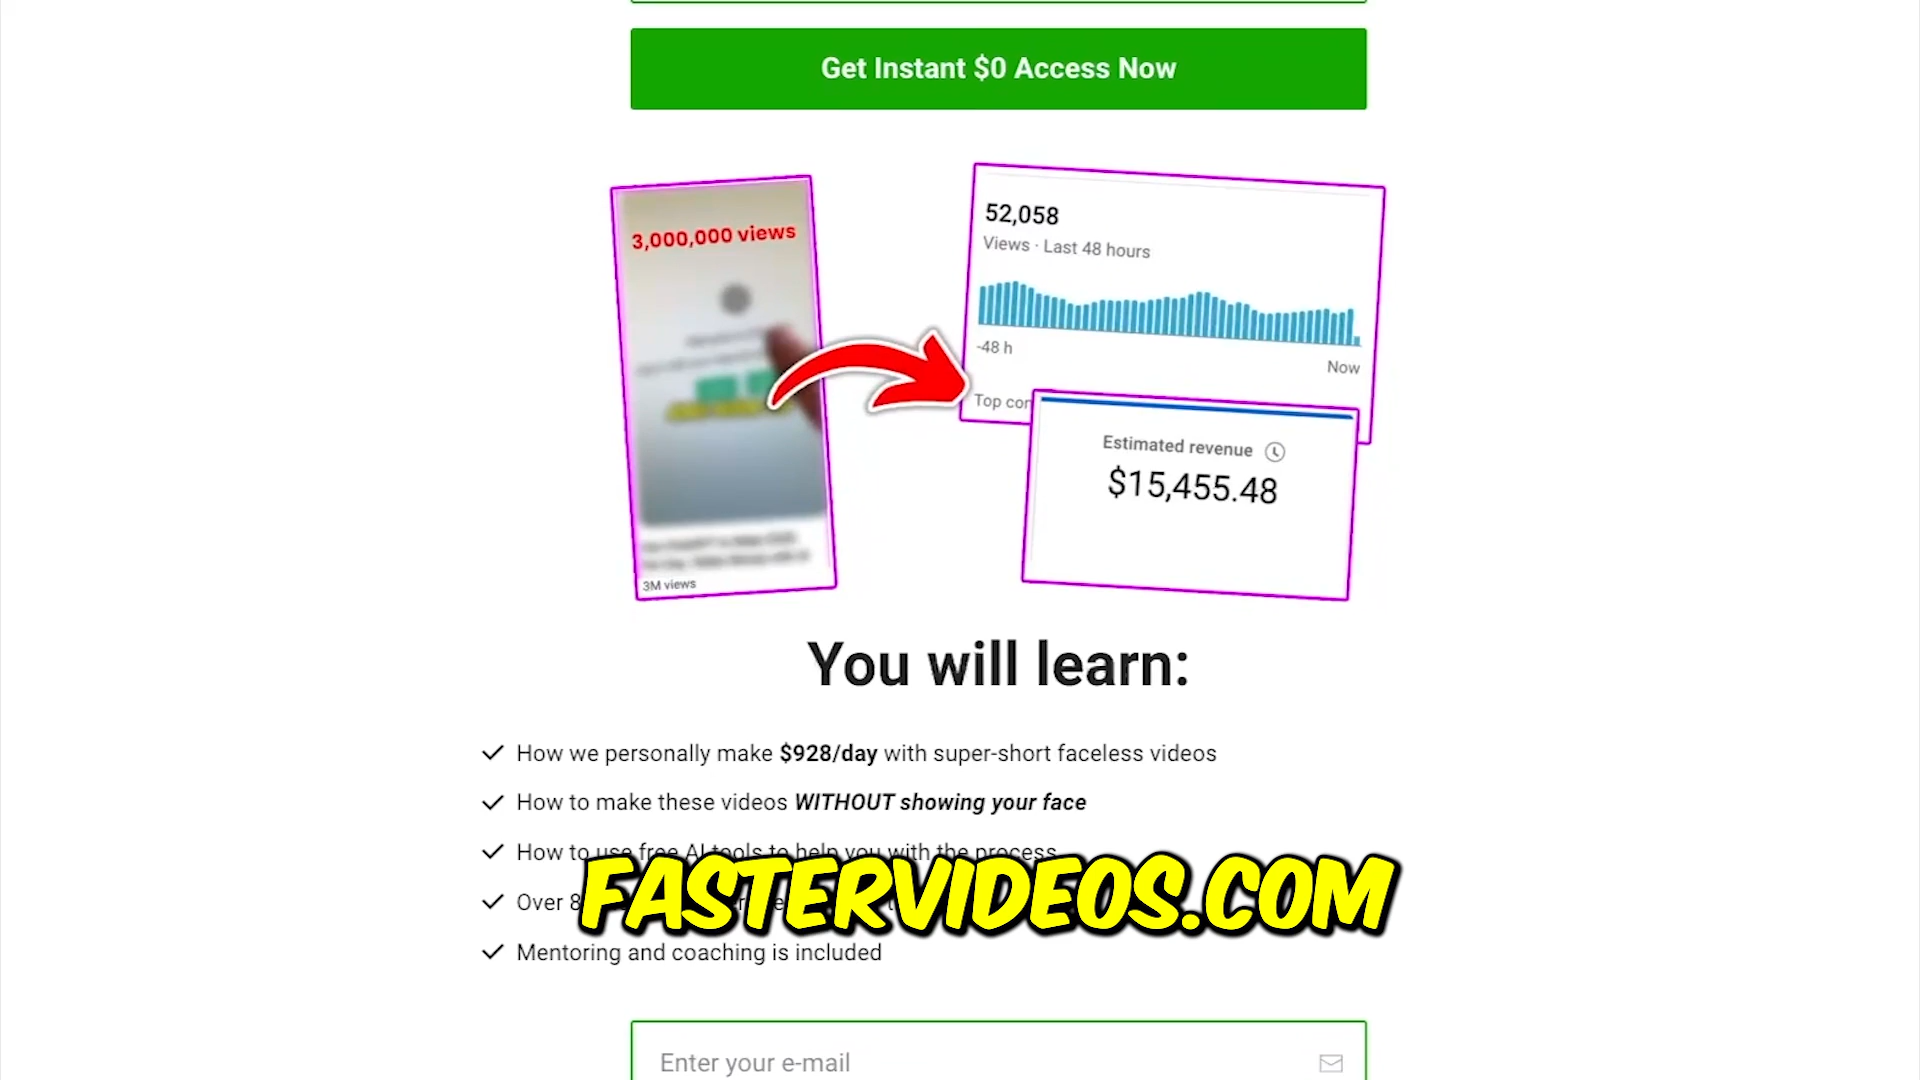 Get Instant $0 Access Now
3,000,000 views
3M views
52,058
Views · Last 48 hours
-48 h
Now
Top con
Estimated revenue
$15,455.48
You will learn:
How we personally make $928/day with super-short faceless videos
How to make these videos WITHOUT showing your face
How to use free AI tools to help you with the process
Over 8
FASTERVIDEOS.COM
Mentoring and coaching is included
Enter your e-mail